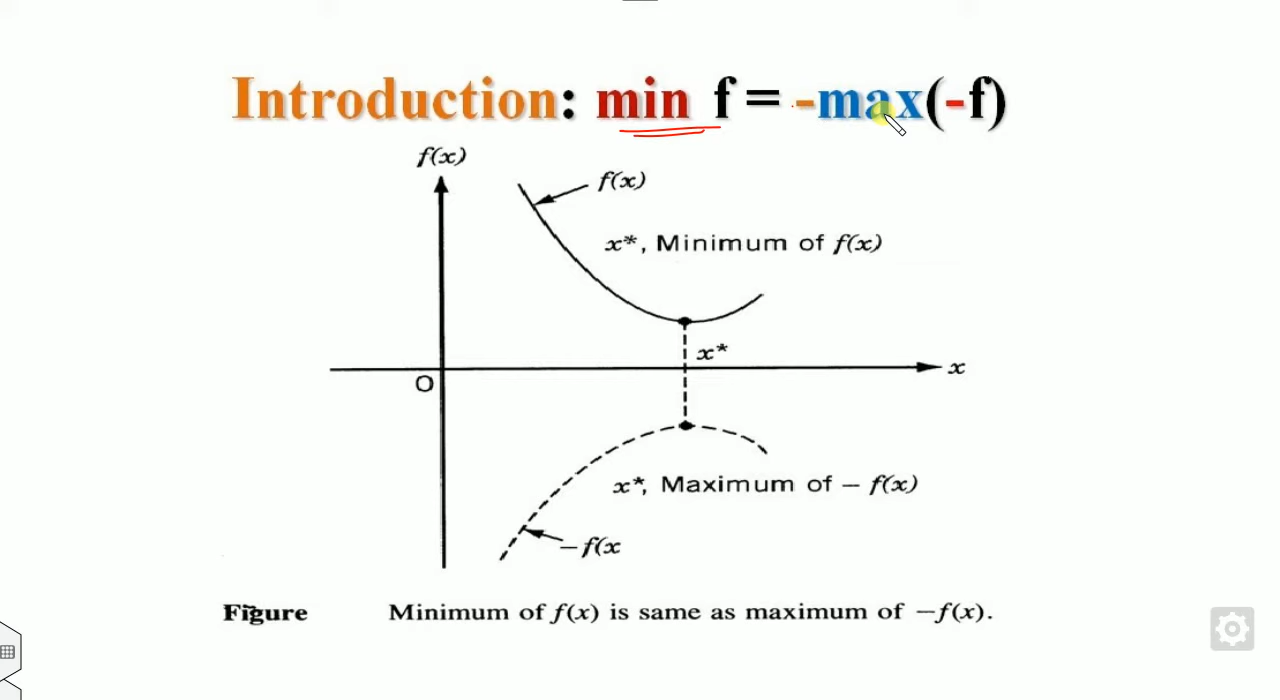 Introduction: min f = -max(-f)
f(x)
f(x)
x*, Minimum of f(x)
x*
x
O
x*, Maximum of – f(x)
–f(x
Figure Minimum of f(x) is same as maximum of –f(x).